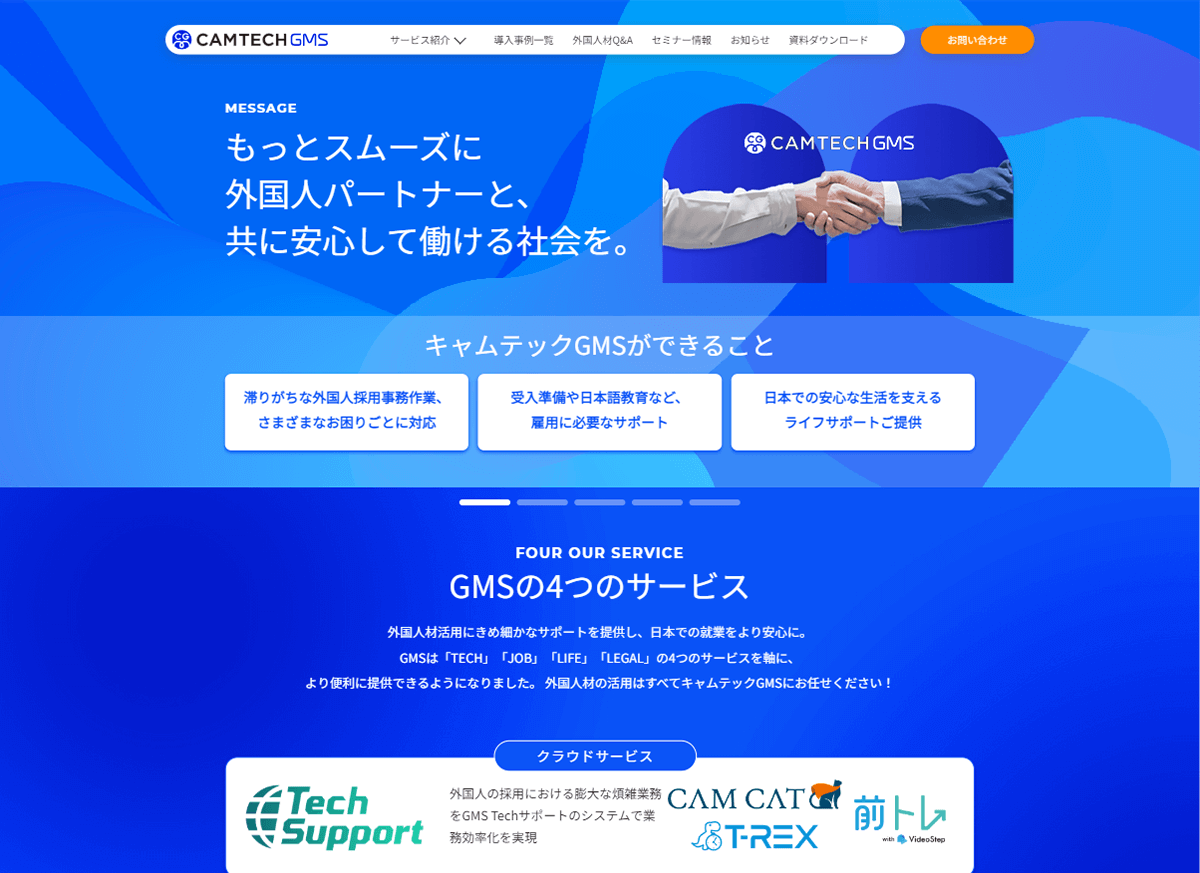 CAMTECH GMS
サービス紹介
導入事例一覧
外国人材Q&A
セミナー情報
お知らせ
資料ダウンロード
お問い合わせ
MESSAGE
もっとスムーズに
外国人パートナーと、
共に安心して働ける社会を。
CAMTECH GMS
キャムテックGMSができること
滞りがちな外国人採用事務作業、
さまざまなお困りごとに対応
受入準備や日本語教育など、
雇用に必要なサポート
日本での安心な生活を支える
ライフサポートご提供
FOUR OUR SERVICE
GMSの4つのサービス
外国人材活用にきめ細かなサポートを提供し、日本での就業をより安心に。
GMSは「TECH」「JOB」「LIFE」「LEGAL」の4つのサービスを軸に、
より便利に提供できるようになりました。 外国人材の活用はすべてキャムテックGMSにお任せください！
クラウドサービス
Tech
Support
外国人の採用における膨大な煩雑業務
をGMS Techサポートのシステムで業
務効率化を実現
CAM CAT
T-REX
前トレ
with VideoStep